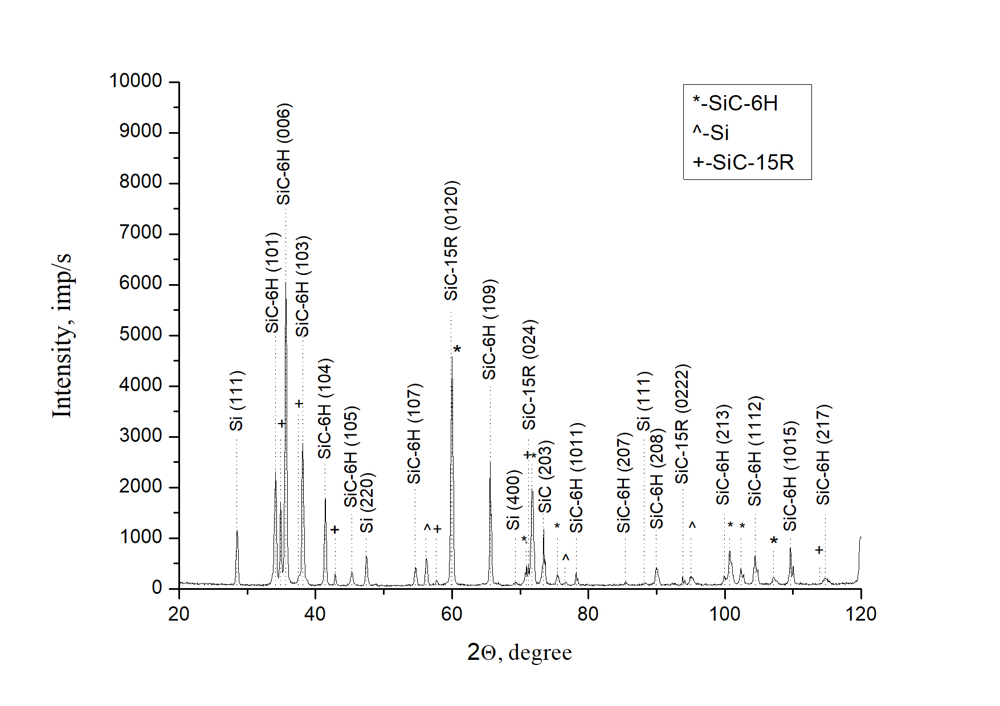 10000
9000
8000
7000
6000
5000
4000
3000
2000
1000
0
Intensity, imp/s
20
40
60
80
100
120
2Θ, degree
*-SiC-6H
^-Si
+-SiC-15R
Si (111)
SiC-6H (101)
+
SiC-6H (006)
+
SiC-6H (103)
SiC-6H (104)
+
SiC-6H (105)
Si (220)
SiC-6H (107)
^
+
SiC-15R (0120)
*
SiC-6H (109)
Si (400)
*
*
+
SiC-15R (024)
*
SiC (203)
*
^
SiC-6H (1011)
SiC-6H (207)
Si (111)
SiC-6H (208)
SiC-15R (0222)
^
SiC-6H (213)
*
*
SiC-6H (1112)
*
SiC-6H (1015)
+
SiC-6H (217)